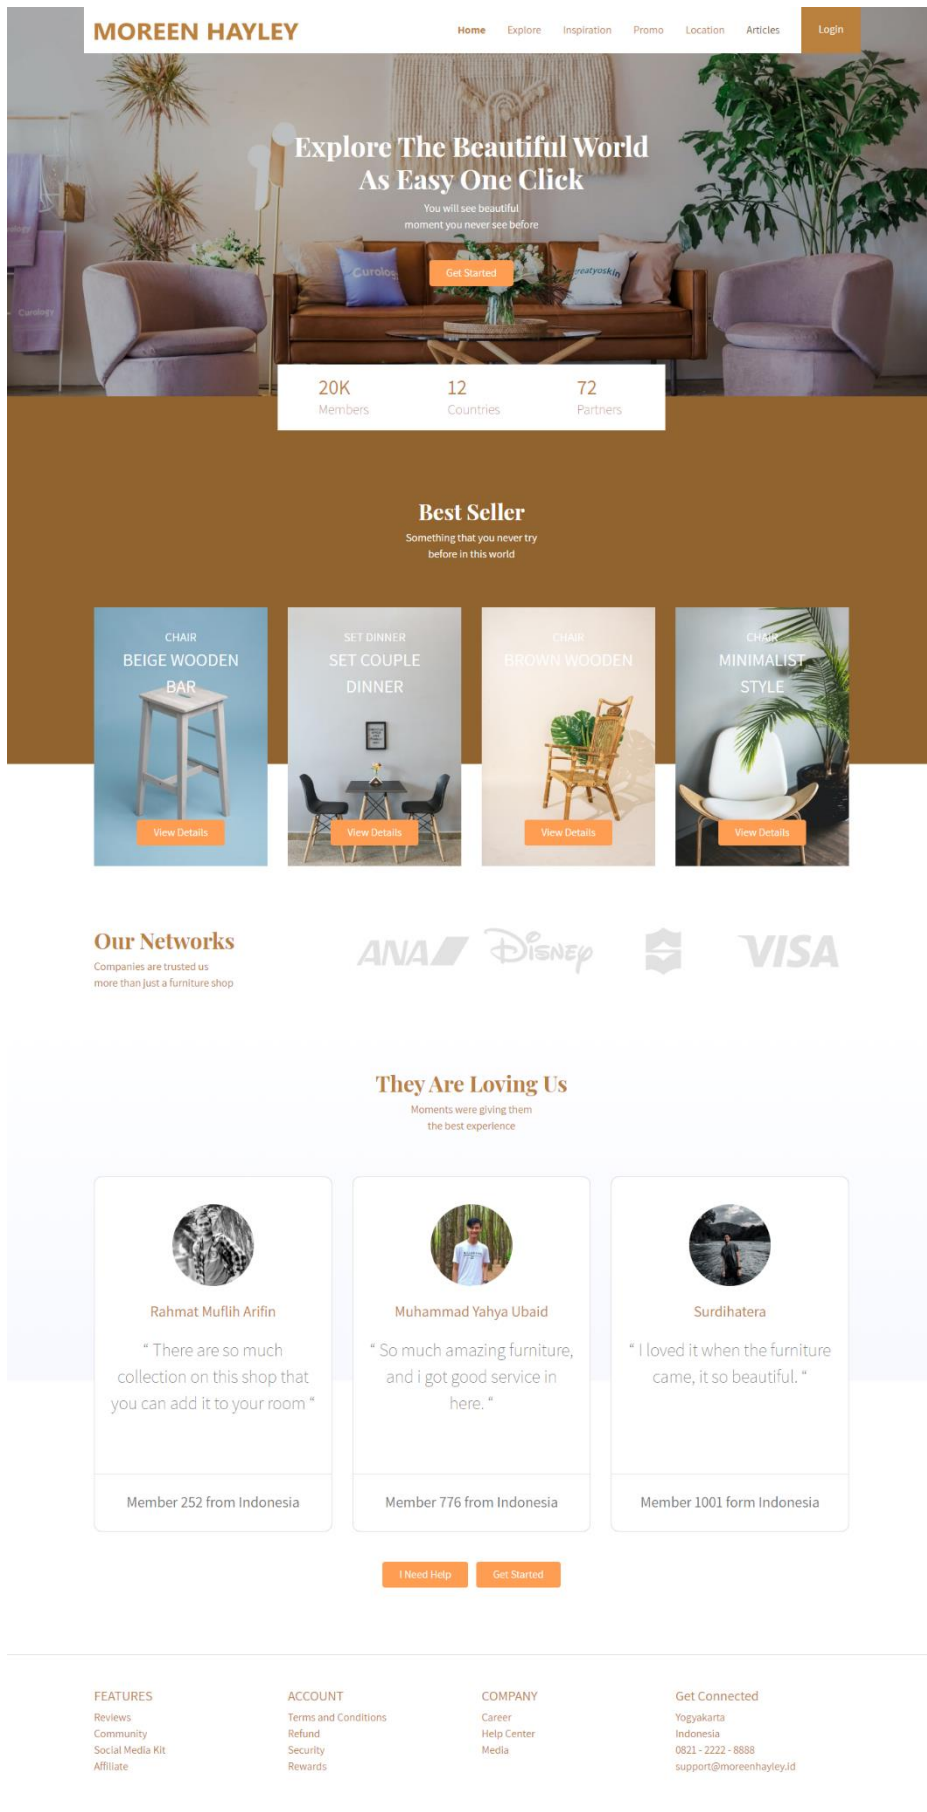 MOREEN HAYLEY
Home Explore Inspiration Promo Location Articles Login
Explore The Beautiful World
As Easy One Click
You will see beautiful
moment you never see before
Curology
Get Started
Curology
20K 12 72
Members Countries Partners
Best Seller
Something that you never try
before in this world
CHAIR
BEIGE WOODEN
BAR
View Details
SET DINNER
SET COUPLE
DINNER
View Details
CHAIR
BROWN WOODEN
View Details
CHAIR
MINIMALIST
STYLE
View Details
Our Networks
Companies are trusted us
more than just a furniture shop
ANA Disney VISA
They Are Loving Us
Moments were giving them
the best experience
Rahmat Muflih Arifin
“ There are so much
collection on this shop that
you can add it to your room “
Member 252 from Indonesia
Muhammad Yahya Ubaid
“ So much amazing furniture,
and i got good service in
here. “
Member 776 from Indonesia
Surdihatera
“ I loved it when the furniture
came, it so beautiful. “
Member 1001 form Indonesia
I Need Help Get Started
FEATURES
Reviews
Community
Social Media Kit
Affiliate
ACCOUNT
Terms and Conditions
Refund
Security
Rewards
COMPANY
Career
Help Center
Media
Get Connected
Yogyakarta
Indonesia
0821 - 2222 - 8888
support@moreenhayley.id